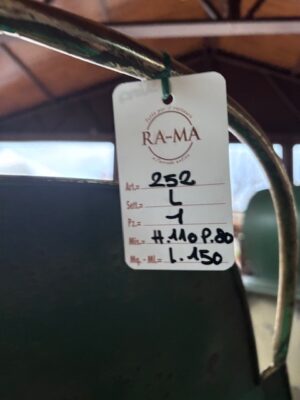 RA-MA
Art.= 252
Sett.= L
Pz.= 1
Mis.= H.110 P.80
Mq. - Ml.= L.150